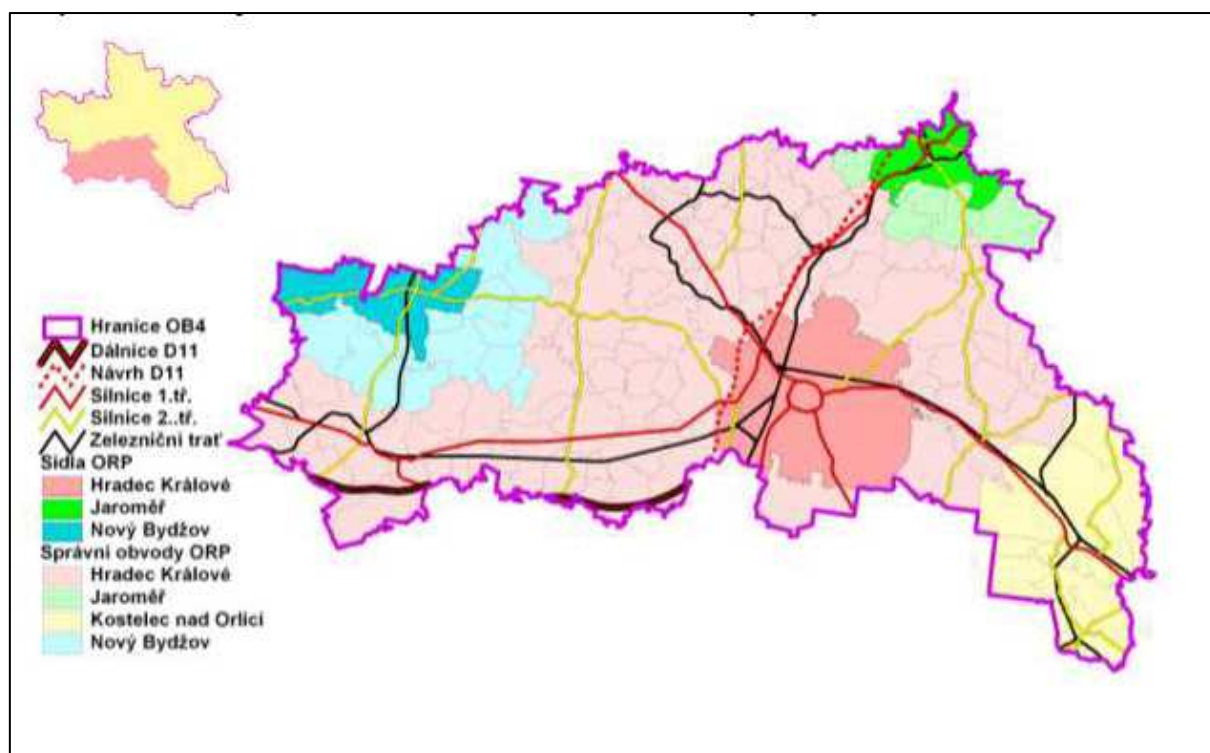 Hranice OB4
Dálnice D11
Návrh D11
Silnice 1.tř.
Silnice 2..tř.
Železniční trať
Sídla ORP
Hradec Králové
Jaroměř
Nový Bydžov
Správní obvody ORP
Hradec Králové
Jaroměř
Kostelec nad Orlicí
Nový Bydžov